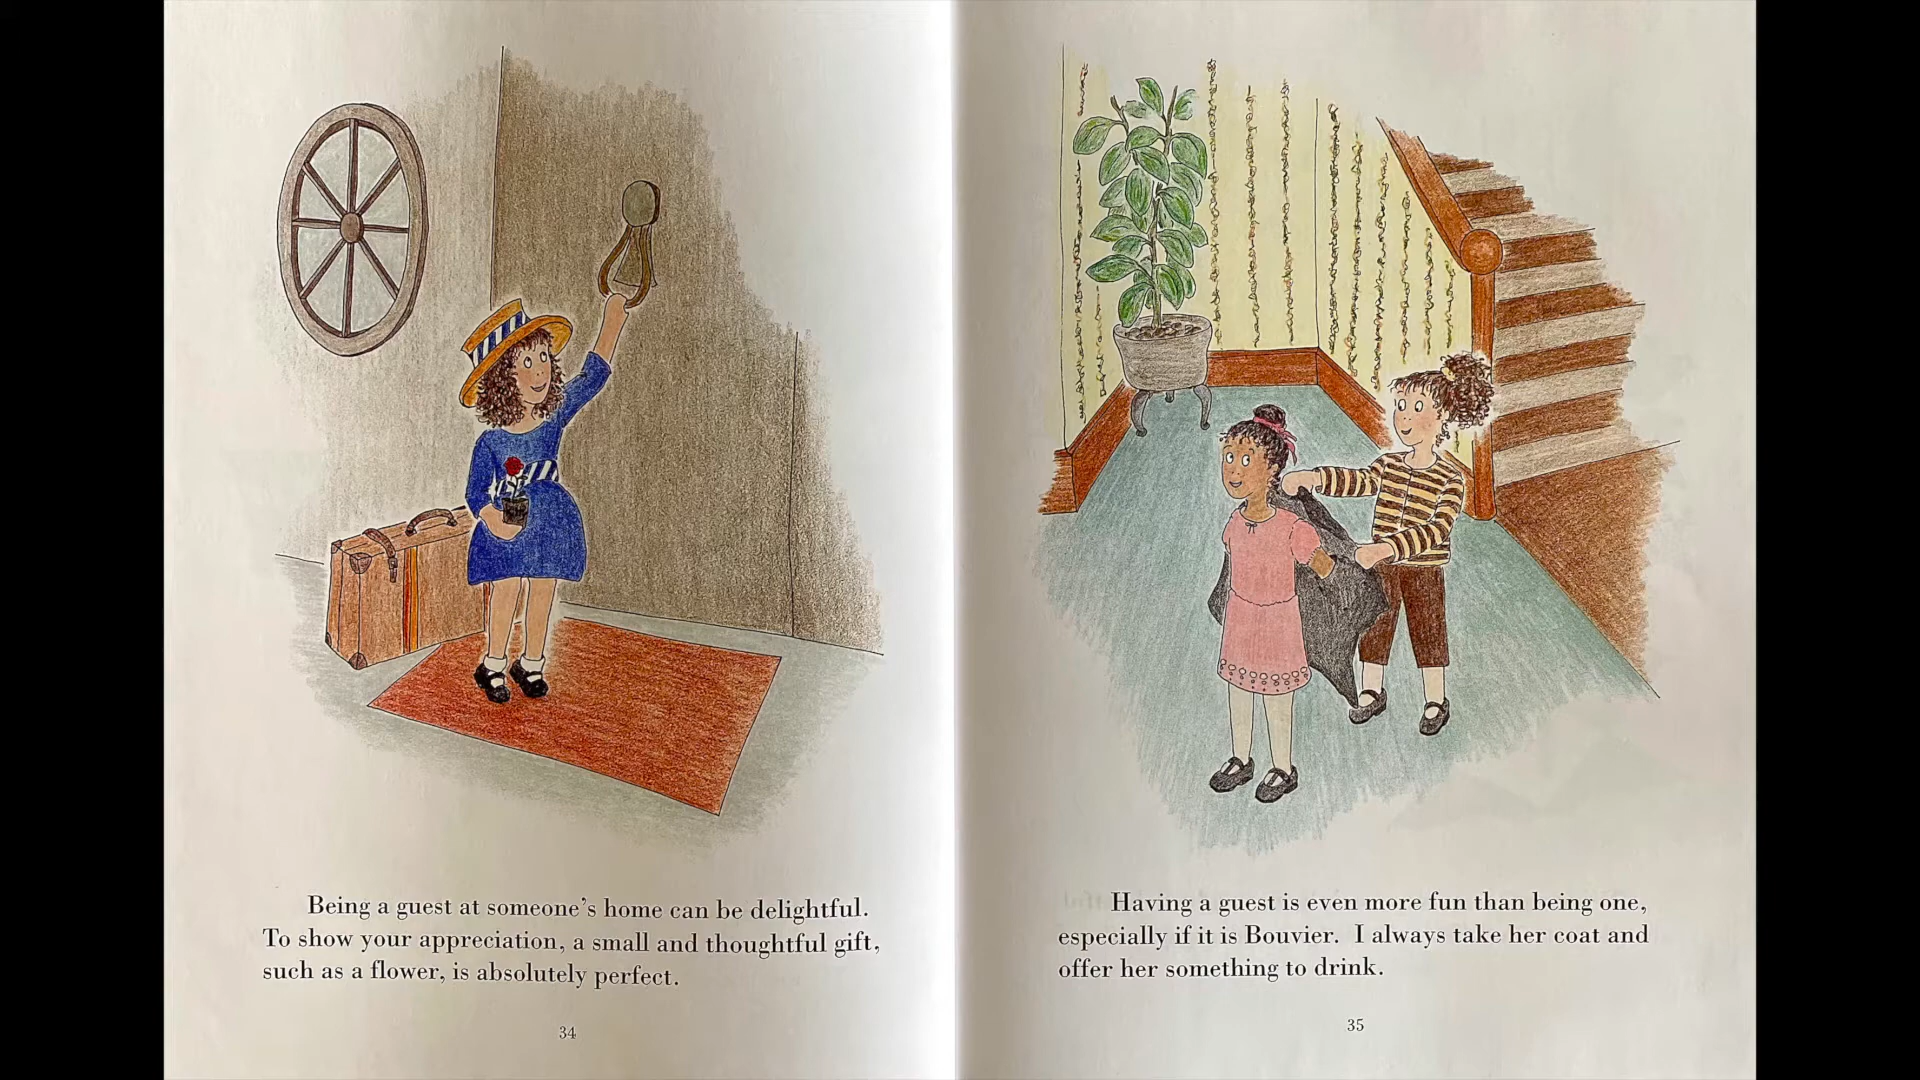 Being a guest at someone's home can be delightful.
To show your appreciation, a small and thoughtful gift,
such as a flower, is absolutely perfect.
34
Having a guest is even more fun than being one,
especially if it is Bouvier. I always take her coat and
offer her something to drink.
35